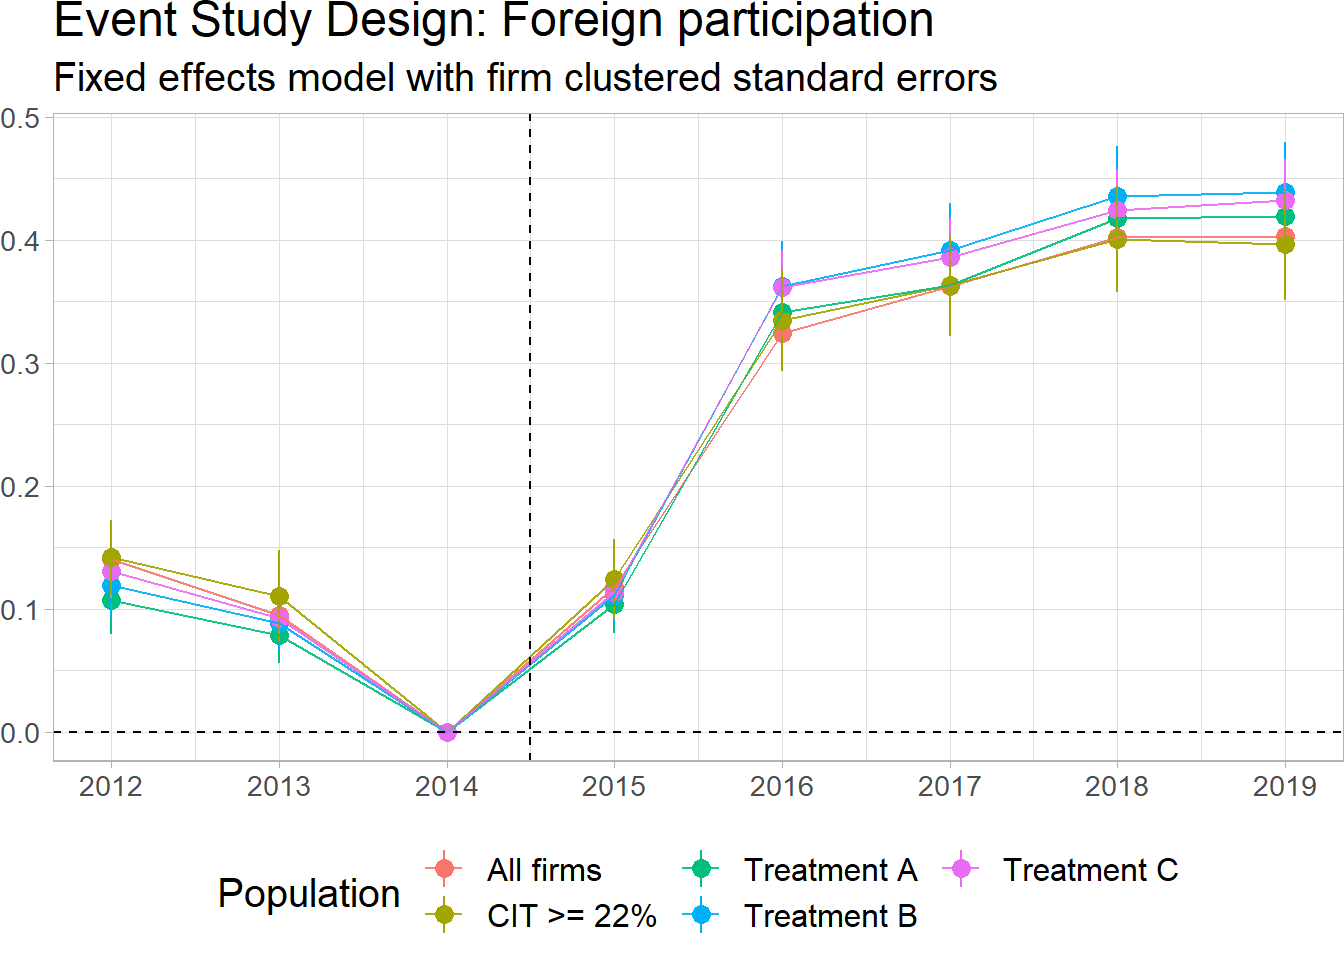 Event Study Design: Foreign participation
Fixed effects model with firm clustered standard errors
0.5
0.4
0.3
0.2
0.1
0.0
2012 2013 2014 2015 2016 2017 2018 2019
Population
All firms
CIT >= 22%
Treatment A
Treatment B
Treatment C